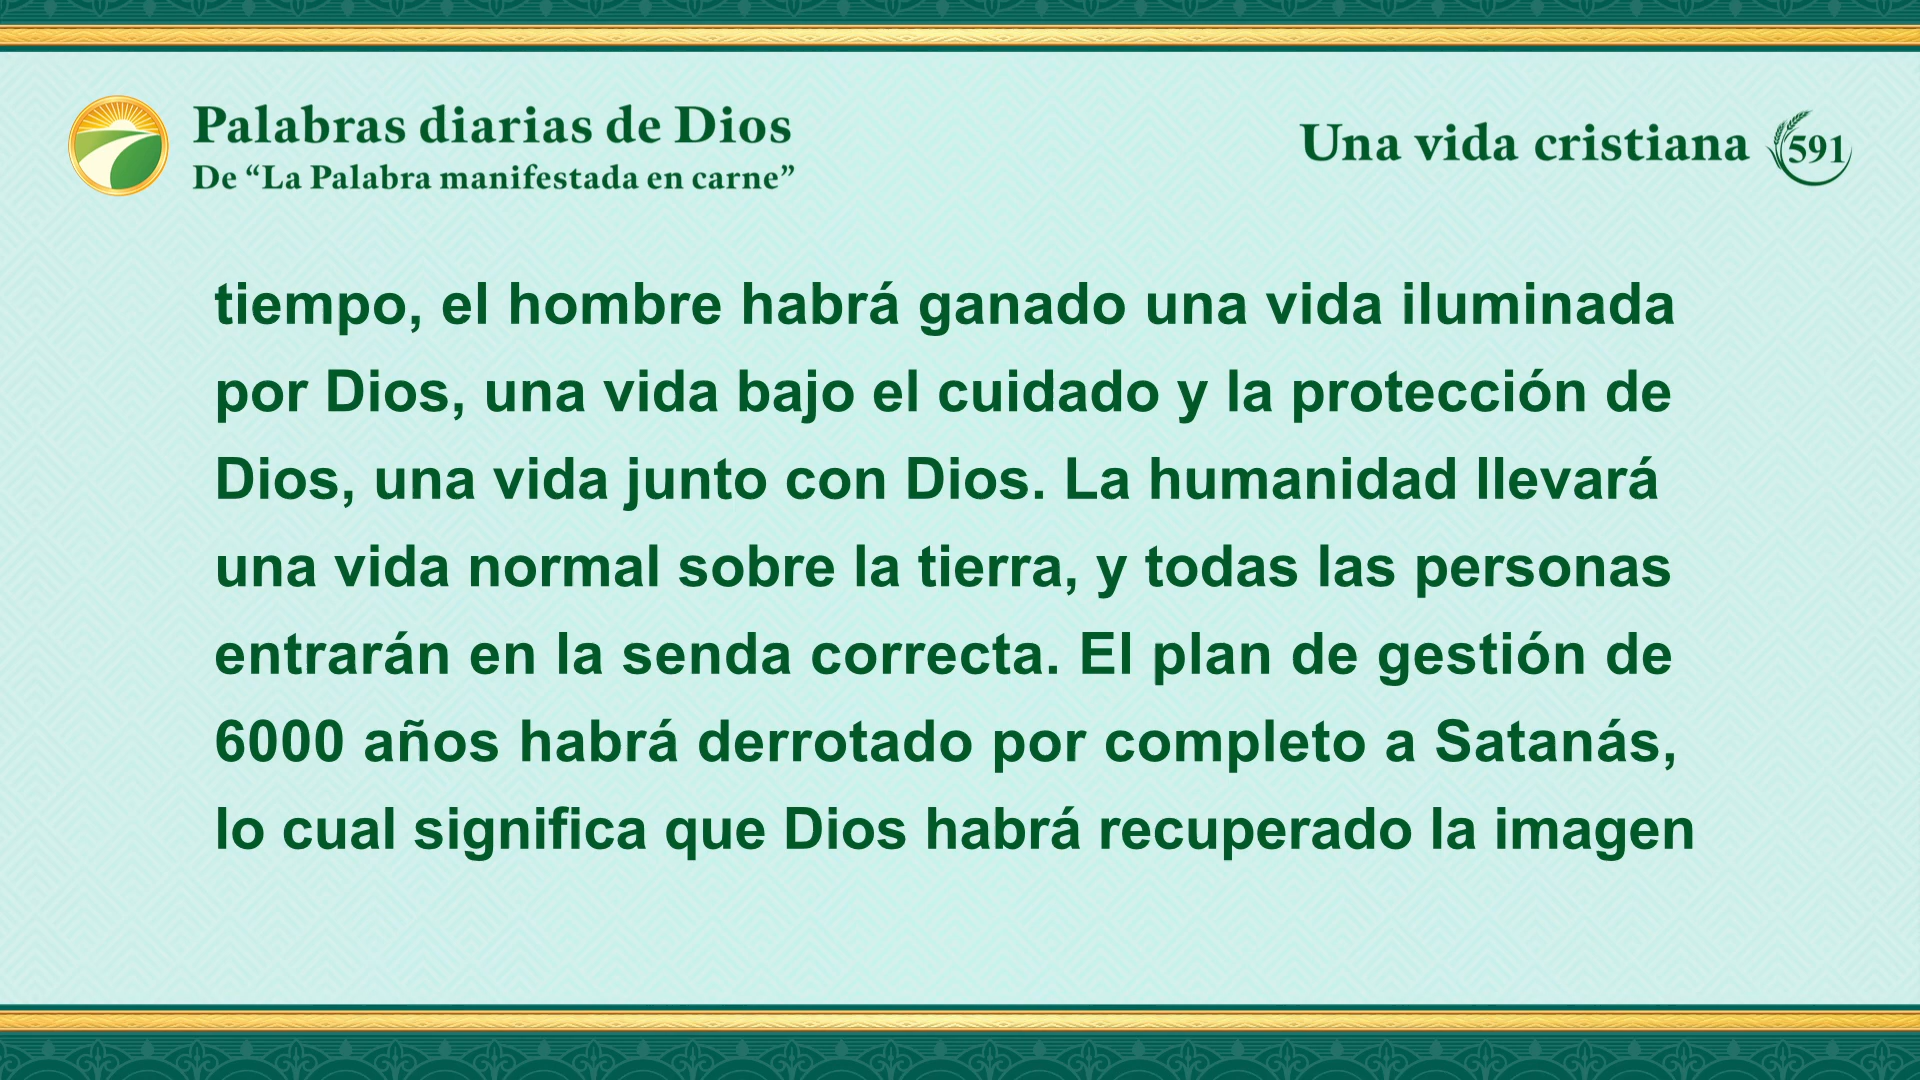 Palabras diarias de Dios
De “La Palabra manifestada en carne”
Una vida cristiana 591
tiempo, el hombre habrá ganado una vida iluminada
por Dios, una vida bajo el cuidado y la protección de
Dios, una vida junto con Dios. La humanidad llevará
una vida normal sobre la tierra, y todas las personas
entrarán en la senda correcta. El plan de gestión de
6000 años habrá derrotado por completo a Satanás,
lo cual significa que Dios habrá recuperado la imagen